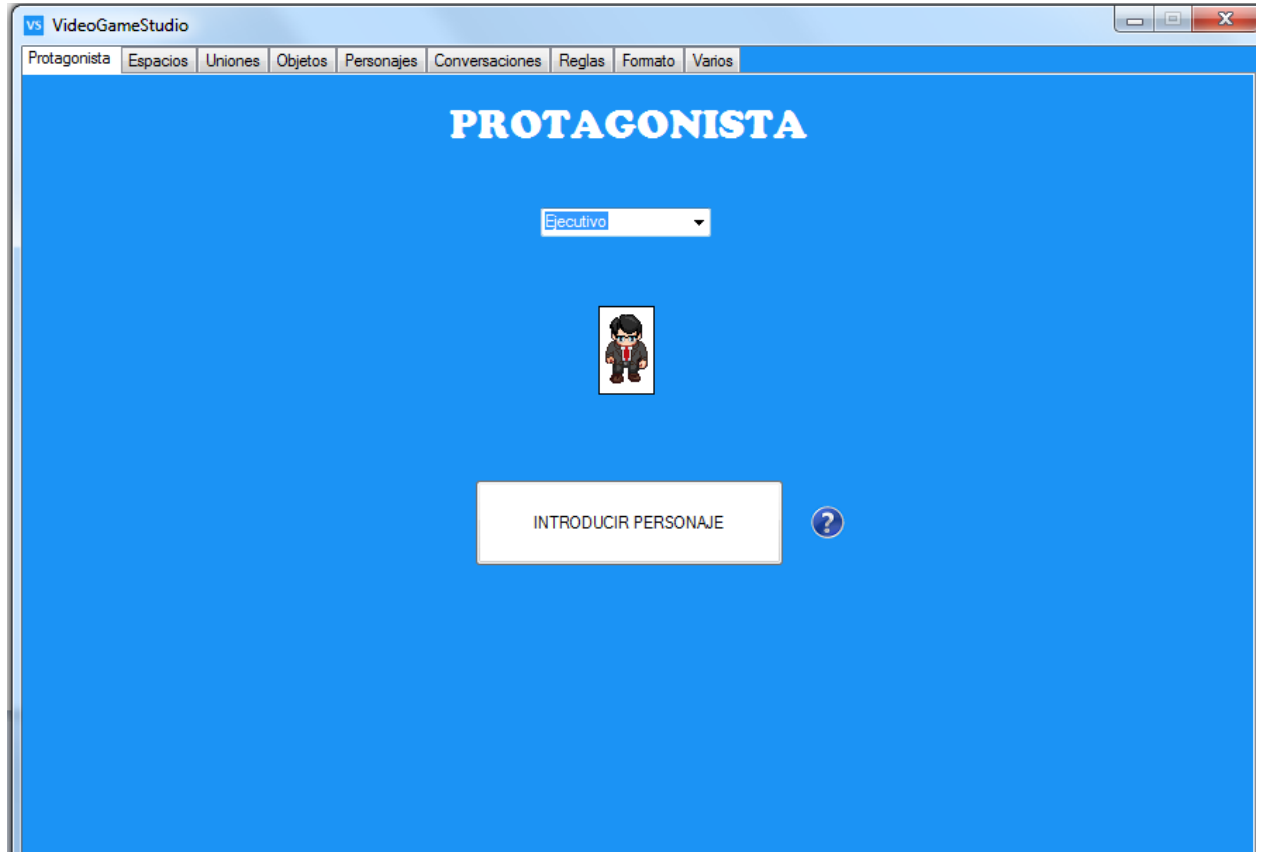 VS VideoGameStudio
Protagonista Espacios Uniones Objetos Personajes Conversaciones Reglas Formato Varios
PROTAGONISTA
Ejecutivo
INTRODUCIR PERSONAJE ?